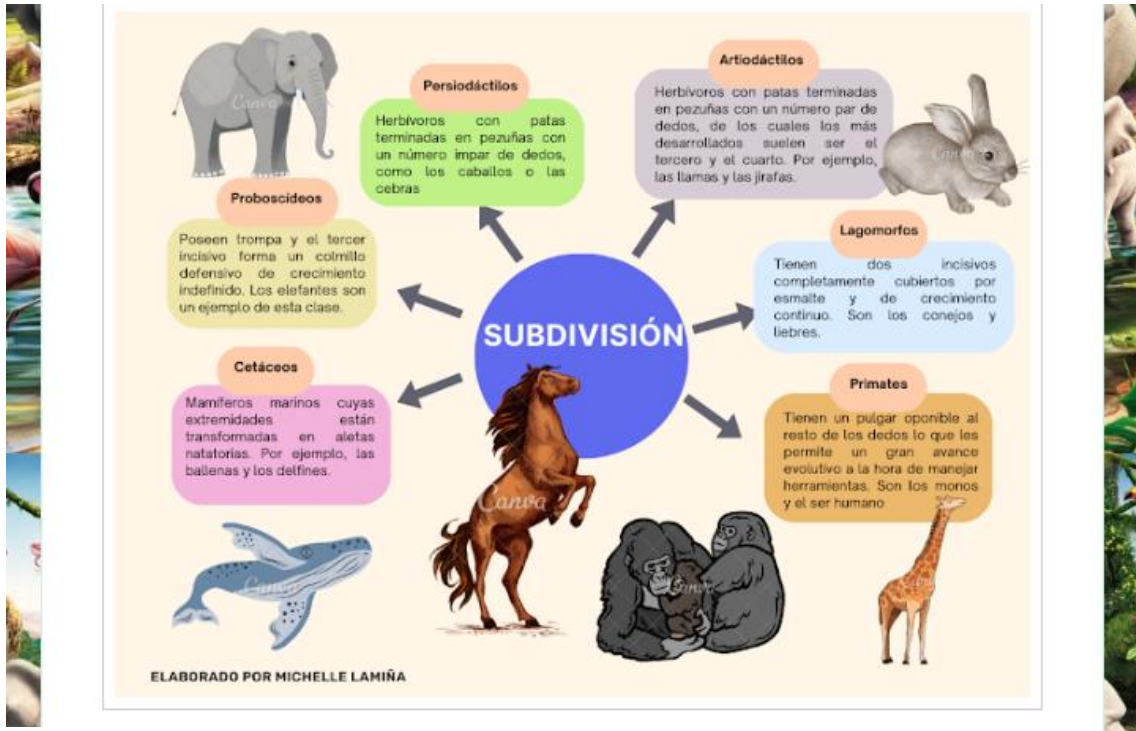 Persiodáctilos
Herbívoros con patas
terminadas en pezuñas con
un número impar de dedos,
como los caballos o las
cebras
Artiodáctilos
Herbívoros con patas terminadas
en pezuñas con un número par de
dedos, de los cuales los más
desarrollados suelen ser el
tercero y el cuarto. Por ejemplo,
las llamas y las jirafas.
Proboscídeos
Poseen trompa y el tercer
incisivo forma un colmillo
defensivo de crecimiento
indefinido. Los elefantes son
un ejemplo de esta clase.
Lagomorfos
Tienen dos incisivos
completamente cubiertos por
esmalte y de crecimiento
continuo. Son los conejos y
liebres.
SUBDIVISIÓN
Cetáceos
Mamíferos marinos cuyas
extremidades están
transformadas en aletas
natatorias. Por ejemplo, las
ballenas y los delfines.
Primates
Tienen un pulgar oponible al
resto de los dedos lo que les
permite un gran avance
evolutivo a la hora de manejar
herramientas. Son los monos
y el ser humano
Canva
Canva
Canva
Canva
Canva
Canva
ELABORADO POR MICHELLE LAMIÑA